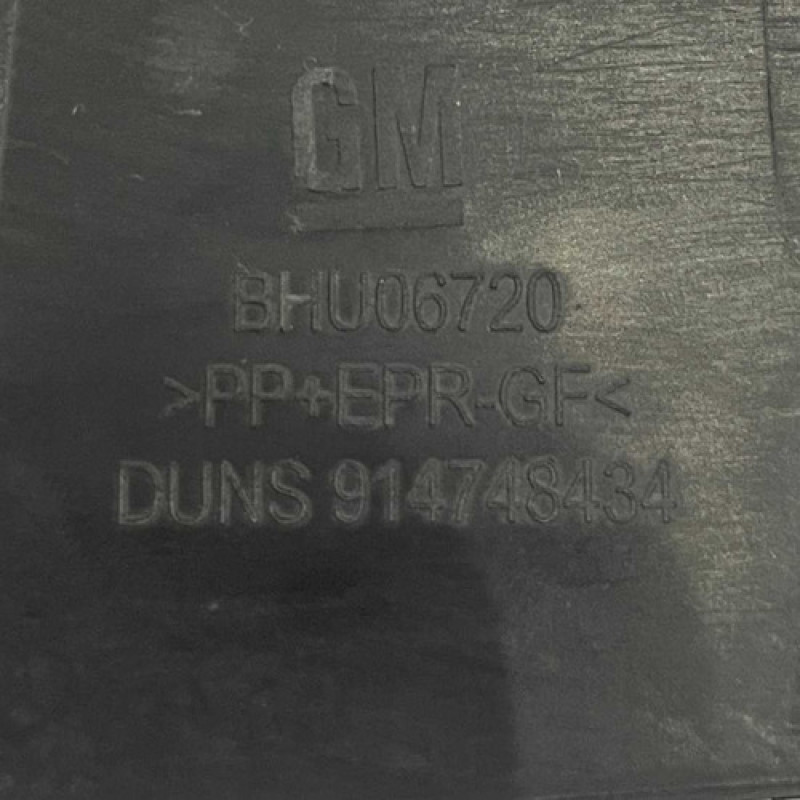 GM
BHU06720
>PP+EPR-GF<
DUNS 914748434